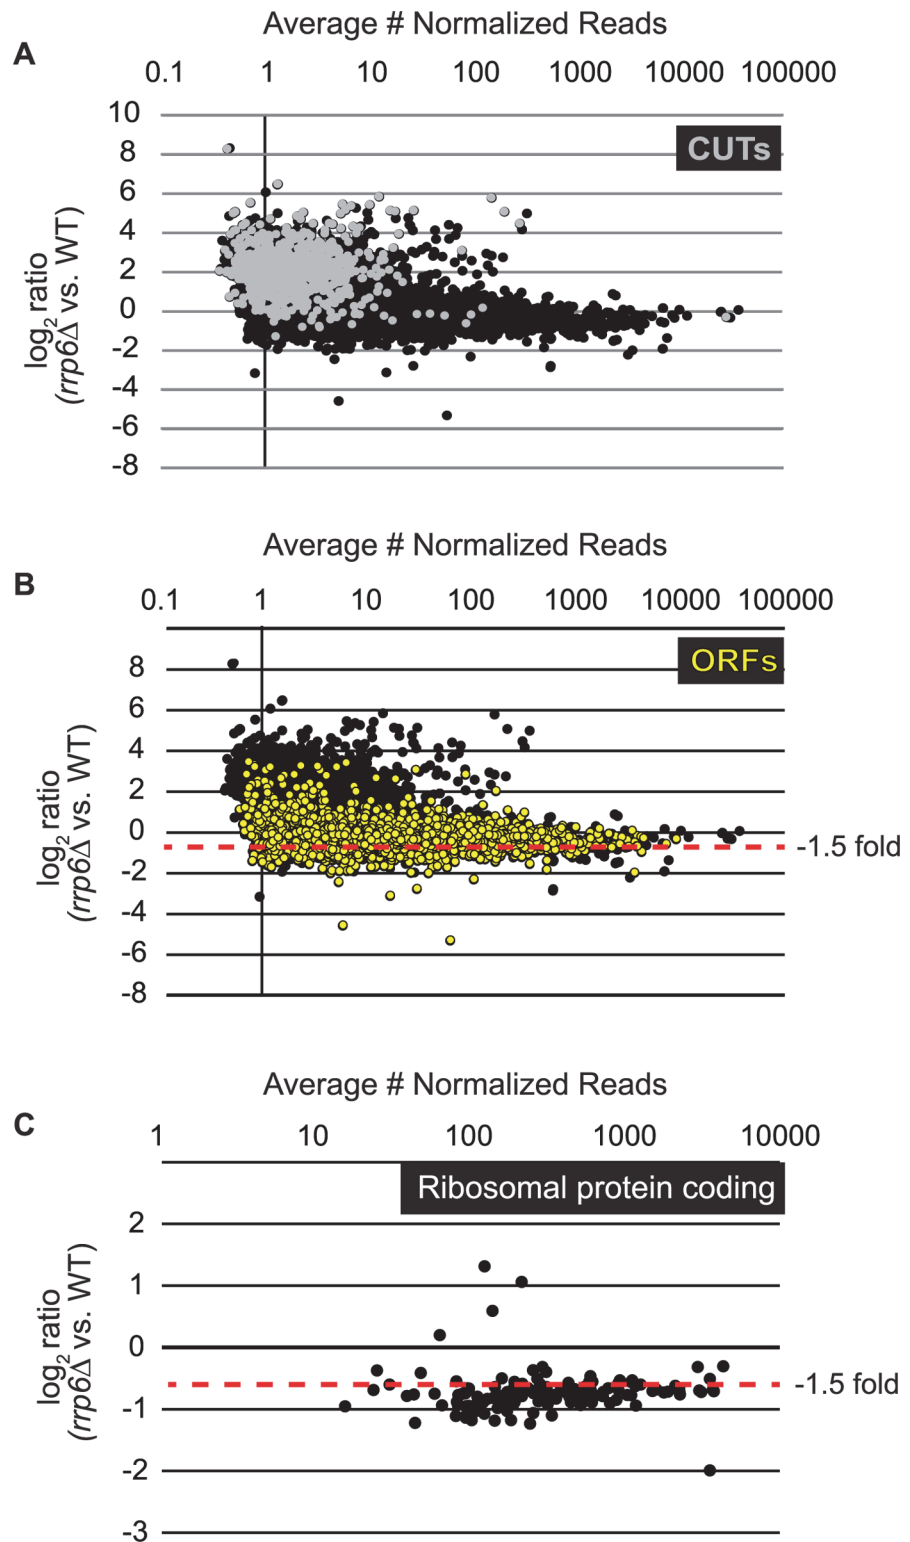 Average # Normalized Reads
A
0.1 1 10 100 1000 10000 100000
10
8
6
4
2
0
-2
-4
-6
-8
CUTs
log2 ratio
(rrp6Δ vs. WT)
Average # Normalized Reads
B
0.1 1 10 100 1000 10000 100000
8
6
4
2
0
-2
-4
-6
-8
ORFs
-1.5 fold
log2 ratio
(rrp6Δ vs. WT)
Average # Normalized Reads
C
1 10 100 1000 10000
Ribosomal protein coding
2
1
0
-1
-2
-3
-1.5 fold
log2 ratio
(rrp6Δ vs. WT)